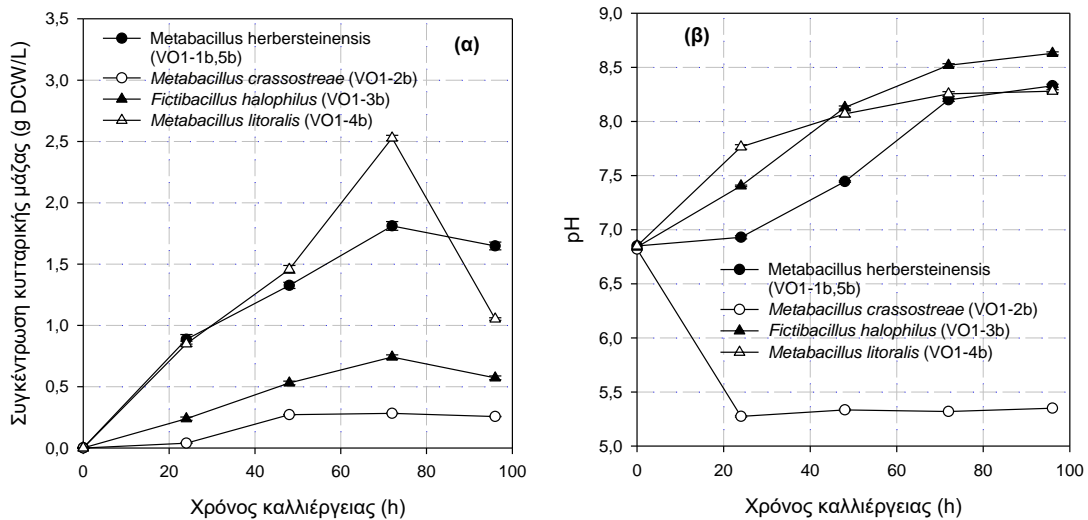 (α)
Συγκέντρωση κυτταρικής μάζας (g DCW/L)
3,5
3,0
2,5
2,0
1,5
1,0
0,5
0,0
Metabacillus herbersteinensis
(VO1-1b,5b)
Metabacillus crassostreae (VO1-2b)
Fictibacillus halophilus (VO1-3b)
Metabacillus litoralis (VO1-4b)
0 20 40 60 80 100
Χρόνος καλλιέργειας (h)
(β)
pH
9,0
8,5
8,0
7,5
7,0
6,5
6,0
5,5
5,0
Metabacillus herbersteinensis
(VO1-1b,5b)
Metabacillus crassostreae (VO1-2b)
Fictibacillus halophilus (VO1-3b)
Metabacillus litoralis (VO1-4b)
0 20 40 60 80 100
Χρόνος καλλιέργειας (h)